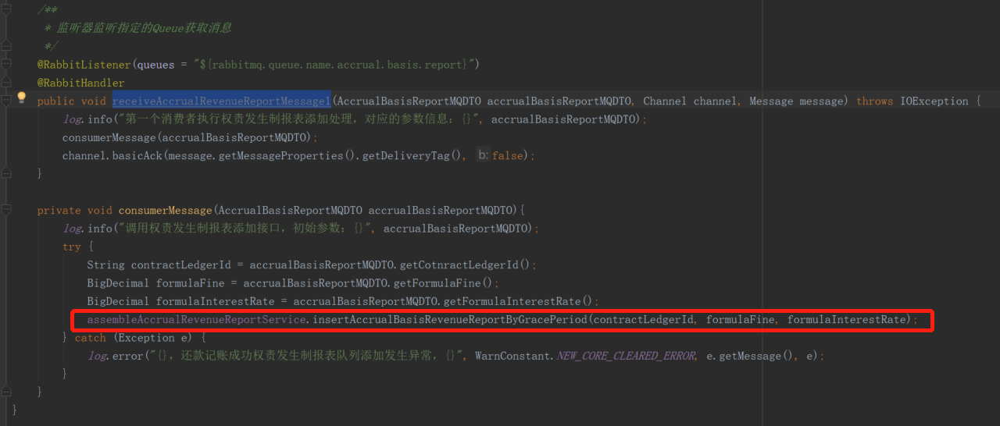 /**
* 监听器监听指定的Queue获取消息
*/
@RabbitListener(queues = "${rabbitmq.queue.name.accrual.basis.report}")
@RabbitHandler
public void receiveAccrualRevenueReportMessage1(AccrualBasisReportMQDTO accrualBasisReportMQDTO, Channel channel, Message message) throws IOException {
log.info("第一个消费者执行权责发生制报表添加处理，对应的参数信息：{}", accrualBasisReportMQDTO);
consumerMessage(accrualBasisReportMQDTO);
channel.basicAck(message.getMessageProperties().getDeliveryTag(), b: false);
}
private void consumerMessage(AccrualBasisReportMQDTO accrualBasisReportMQDTO){
log.info("调用权责发生制报表添加接口，初始参数：{}", accrualBasisReportMQDTO);
try {
String contractLedgerId = accrualBasisReportMQDTO.getCotnractLedgerId();
BigDecimal formulaFine = accrualBasisReportMQDTO.getFormulaFine();
BigDecimal formulaInterestRate = accrualBasisReportMQDTO.getFormulaInterestRate();
assembleAccrualRevenueReportService.insertAccrualBasisRevenueReportByGracePeriod(contractLedgerId, formulaFine, formulaInterestRate);
} catch (Exception e) {
log.error("{}，还款记账成功权责发生制报表队列添加发生异常，{}", WarnConstant.NEW_CORE_CLEARED_ERROR, e.getMessage(), e);
}
}
}